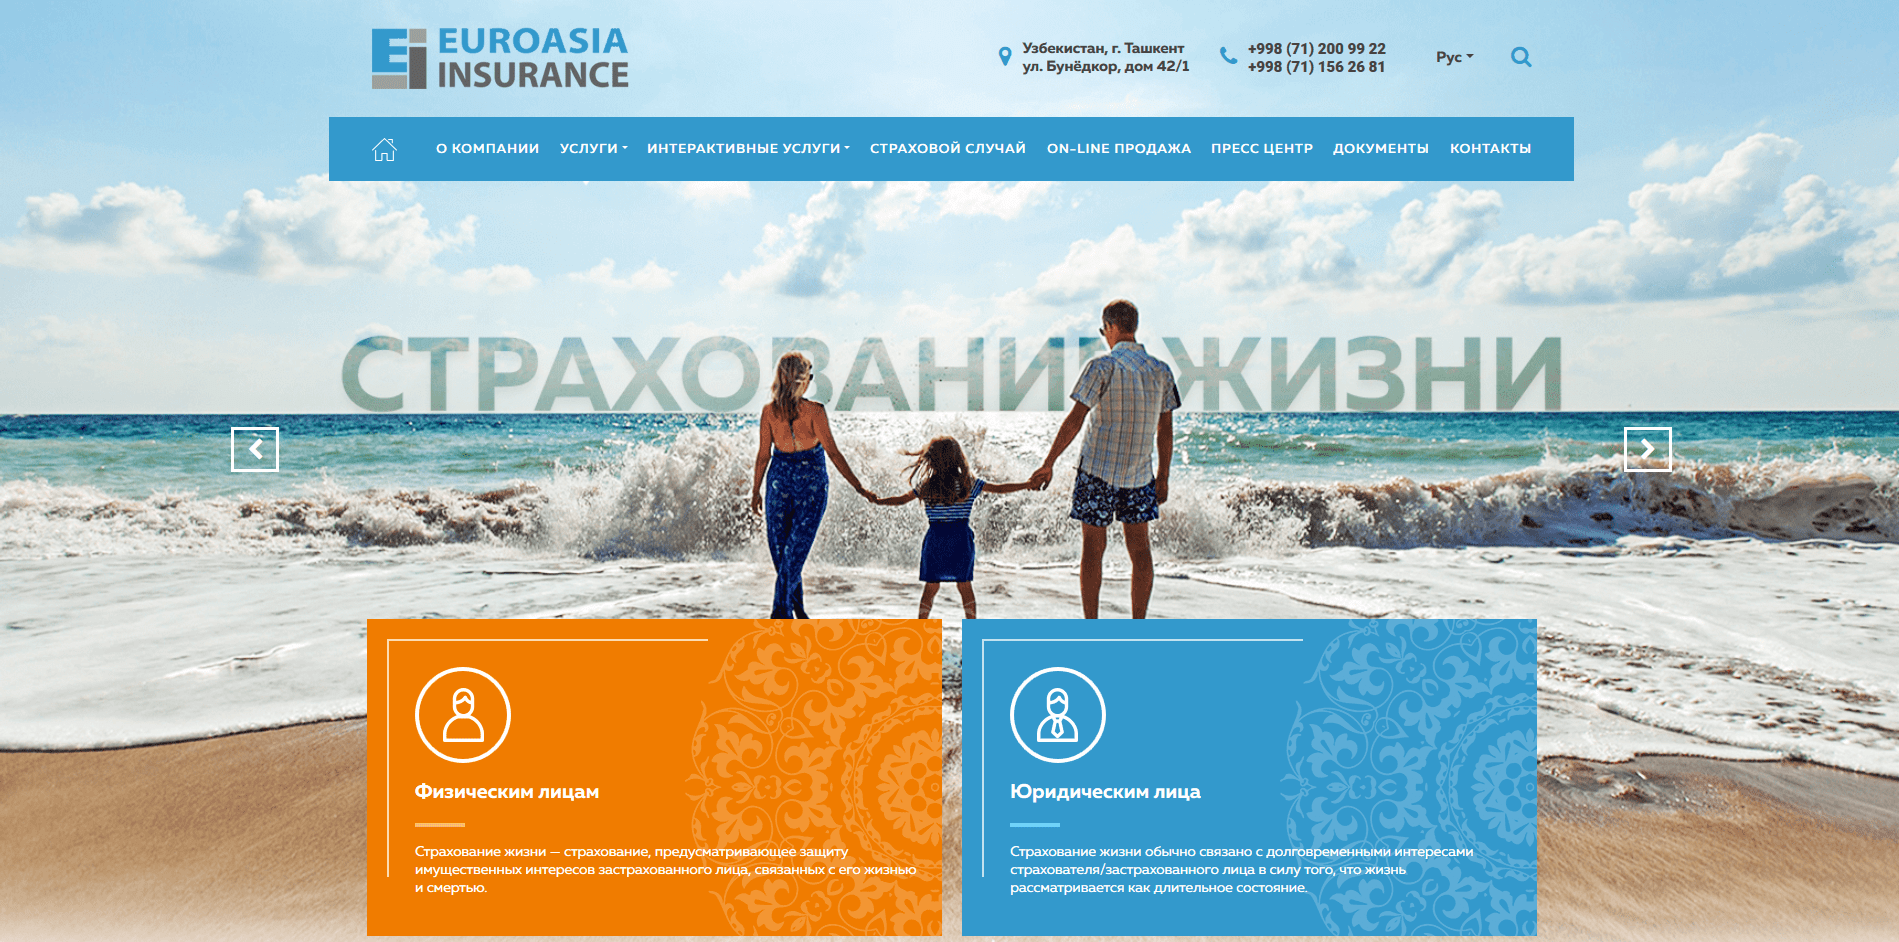 EUROASIA
INSURANCE
Узбекистан, г. Ташкент
ул. Бунёдкор, дом 42/1
+998 (71) 200 99 22
+998 (71) 156 26 81
Рус
О КОМПАНИИ УСЛУГИ ИНТЕРАКТИВНЫЕ УСЛУГИ СТРАХОВОЙ СЛУЧАЙ ON-LINE ПРОДАЖА ПРЕСС ЦЕНТР ДОКУМЕНТЫ КОНТАКТЫ
СТРАХОВАНИЕ ЖИЗНИ
Физическим лицам
Страхование жизни — страхование, предусматривающее защиту
имущественных интересов застрахованного лица, связанных с его жизнью
и смертью.
Юридическим лица
Страхование жизни обычно связано с долговременными интересами
страхователя/застрахованного лица в силу того, что жизнь
рассматривается как длительное состояние.